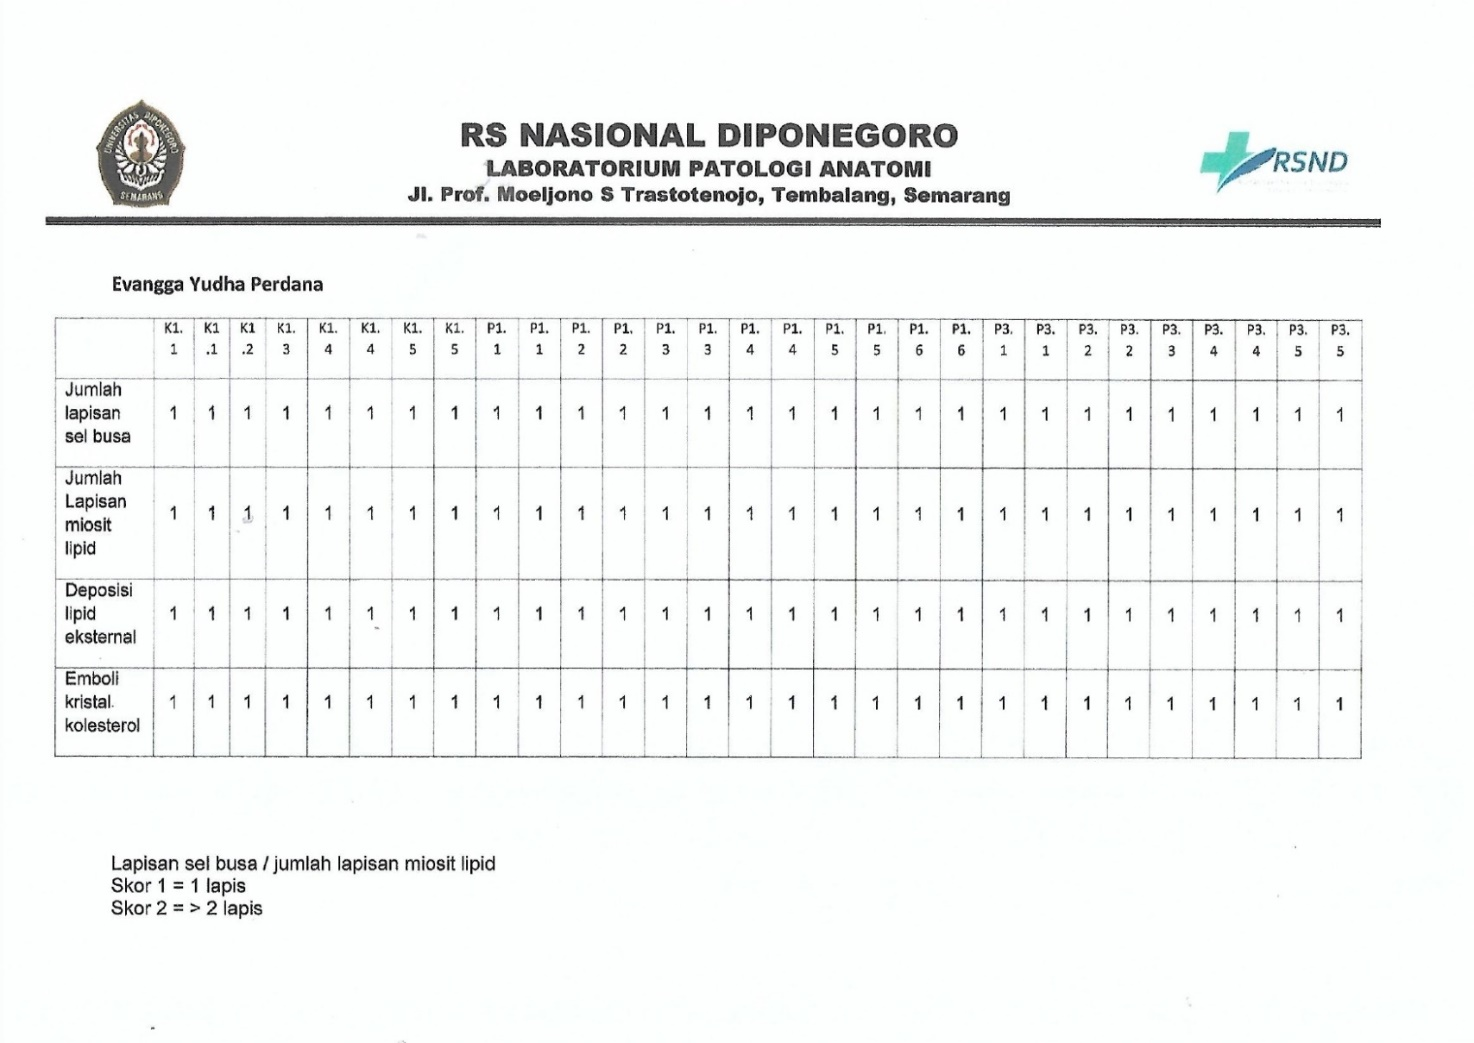 UNIVERSITAS DIPONEGORO
SEMARANG
RS NASIONAL DIPONEGORO
LABORATORIUM PATOLOGI ANATOMI
Jl. Prof. Moeljono S Trastotenojo, Tembalang, Semarang
RSND
Evangga Yudha Perdana
K1. K1 K1 K1. K1. K1. K1. K1. P1. P1. P1. P1. P1. P1. P1. P1. P1. P1. P1. P1. P3. P3. P3. P3. P3. P3. P3. P3. P3.
1 .1 .2 3 4 4 5 5 1 1 2 2 3 3 4 4 5 5 6 6 1 1 2 2 3 4 4 5 5
Jumlah
lapisan 1 1 1 1 1 1 1 1 1 1 1 1 1 1 1 1 1 1 1 1 1 1 1 1 1 1 1 1 1
sel busa
Jumlah
Lapisan 1 1 1 1 1 1 1 1 1 1 1 1 1 1 1 1 1 1 1 1 1 1 1 1 1 1 1 1 1
miosit
lipid
Deposisi
lipid 1 1 1 1 1 1 1 1 1 1 1 1 1 1 1 1 1 1 1 1 1 1 1 1 1 1 1 1 1
eksternal
Emboli
kristal 1 1 1 1 1 1 1 1 1 1 1 1 1 1 1 1 1 1 1 1 1 1 1 1 1 1 1 1 1
kolesterol
Lapisan sel busa / jumlah lapisan miosit lipid
Skor 1 = 1 lapis
Skor 2 = > 2 lapis